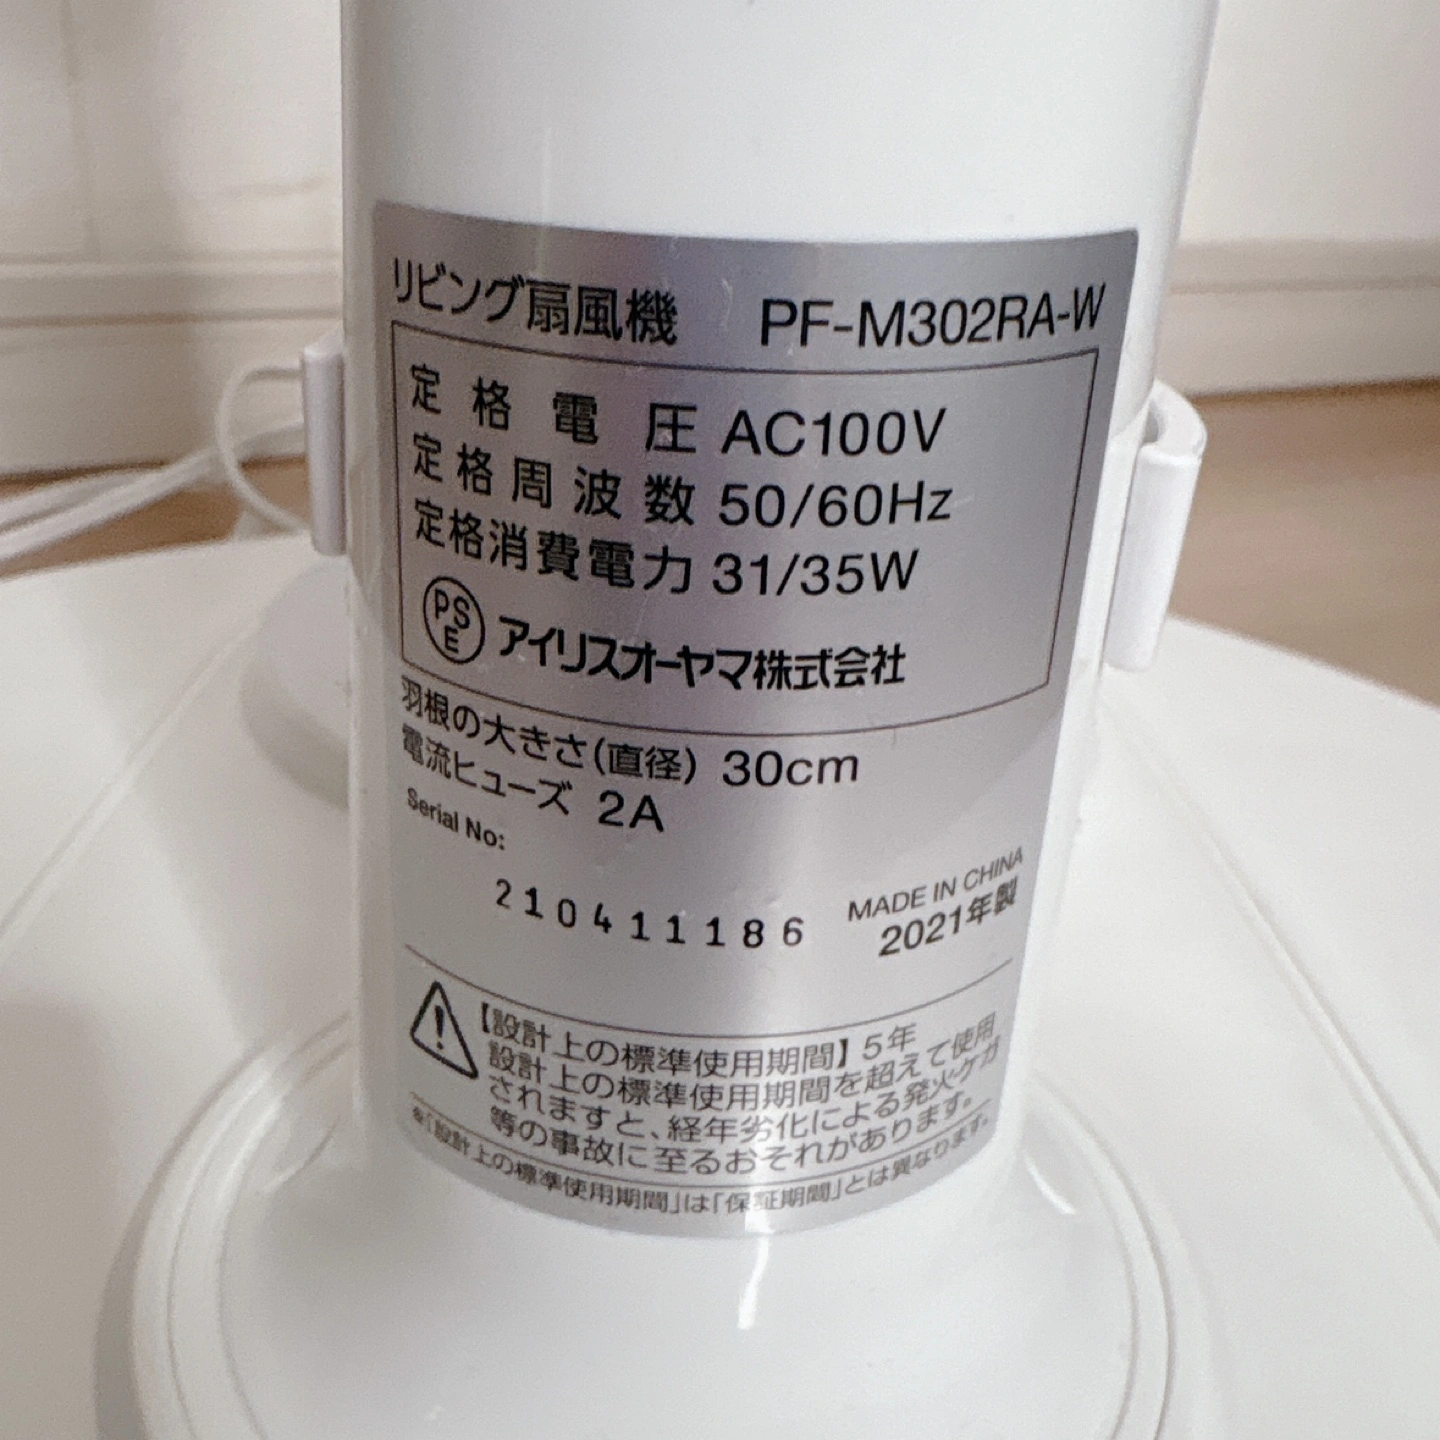 リビング扇風機 PF-M302RA-W
定格電圧 AC100V
定格周波数 50/60Hz
定格消費電力 31/35W
PSE アイリスオーヤマ株式会社
羽根の大きさ(直径) 30cm
電流ヒューズ 2A
Serial No:
210411186
MADE IN CHINA
2021年製
【設計上の標準使用期間】5年
設計上の標準使用期間を超えて使用
されますと、経年劣化による発火・ケガ
等の事故に至るおそれがあります。
※「設計上の標準使用期間」は「保証期間」とは異なります。